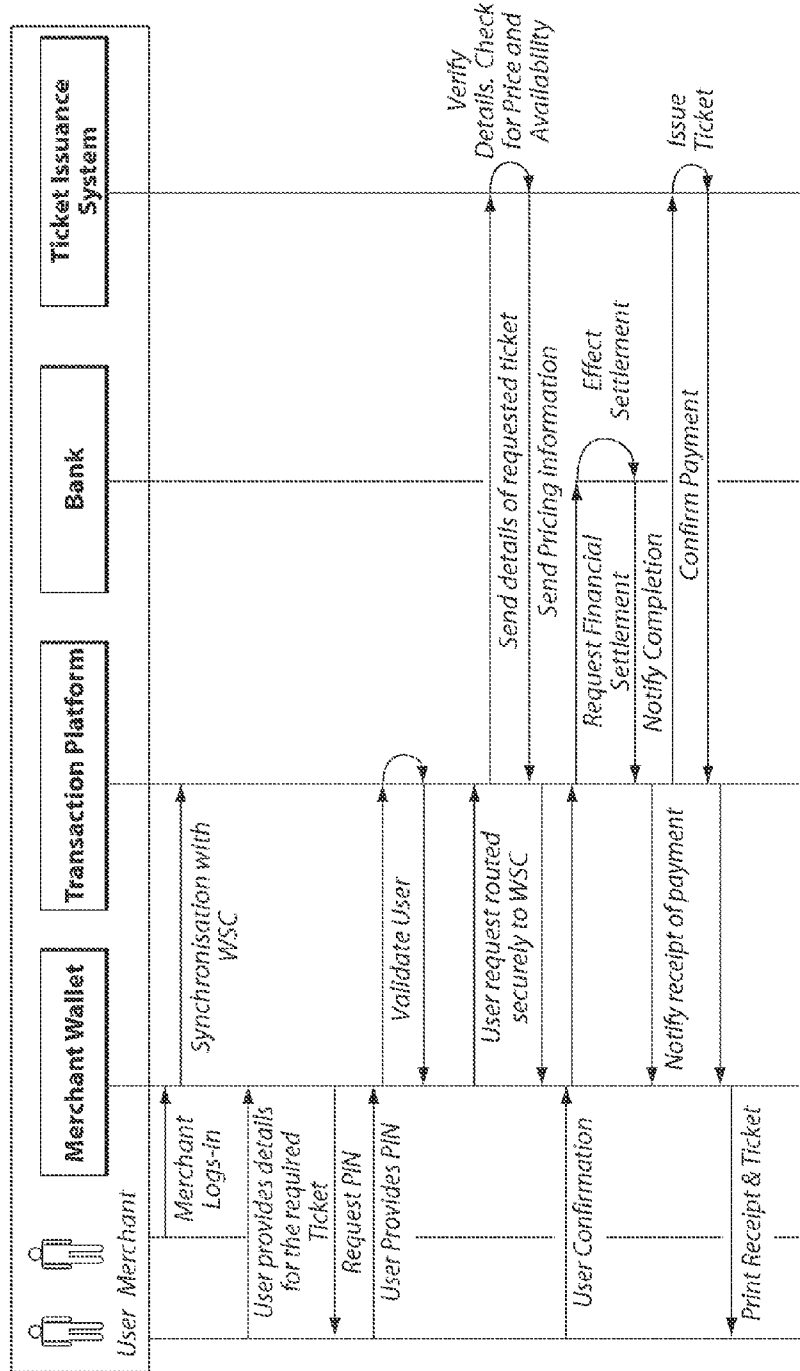 User Merchant
Merchant Wallet
Transaction Platform
Bank
Ticket Issuance
System
Merchant
Logs-in
Synchronisation with
WSC
User provides details
for the required
Ticket
Request PIN
User Provides PIN
Validate User
User request routed
securely to WSC
Send details of requested ticket
Verify
Details. Check
for Price and
Availability
Send Pricing Information
User Confirmation
Request Financial
Settlement
Effect
Settlement
Notify Completion
Notify receipt of payment
Confirm Payment
Issue
Ticket
Print Receipt & Ticket